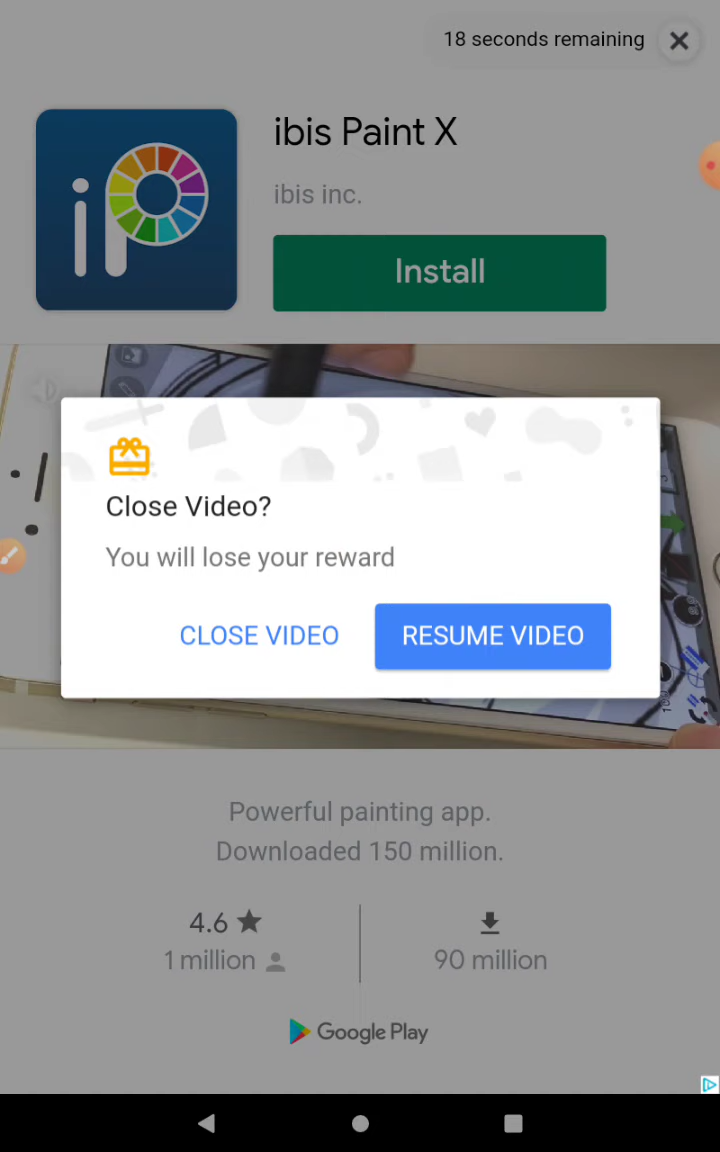 18 seconds remaining
ibis Paint X
iP
ibis inc.
Install
Close Video?
You will lose your reward
CLOSE VIDEO
RESUME VIDEO
Powerful painting app.
Downloaded 150 million.
4.6
1 million
90 million
Google Play